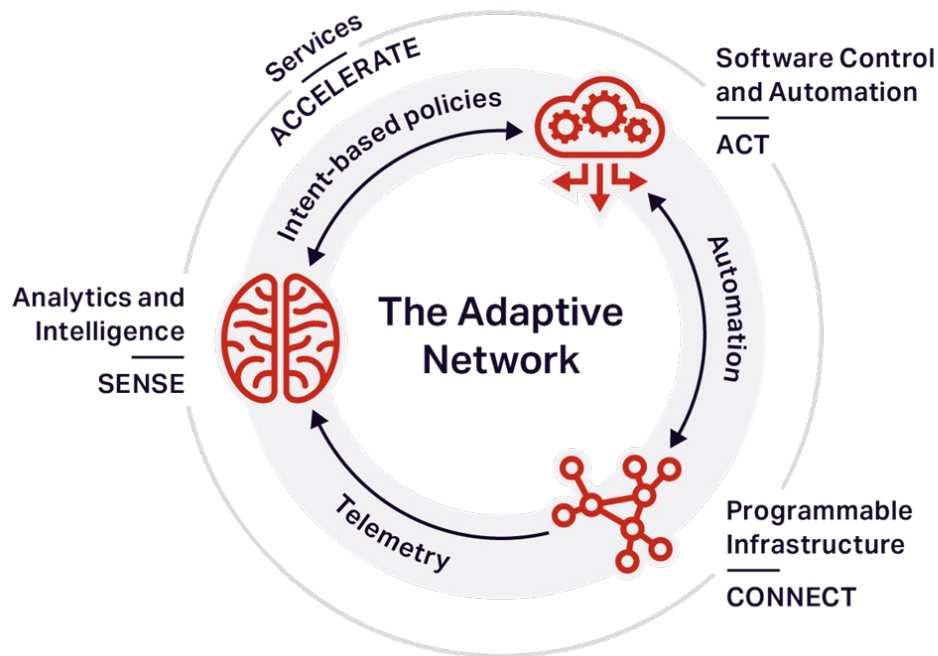 Services
ACCELERATE
Intent-based policies
Software Control
and Automation
ACT
Automation
Analytics and
Intelligence
SENSE
The Adaptive
Network
Telemetry
Programmable
Infrastructure
CONNECT